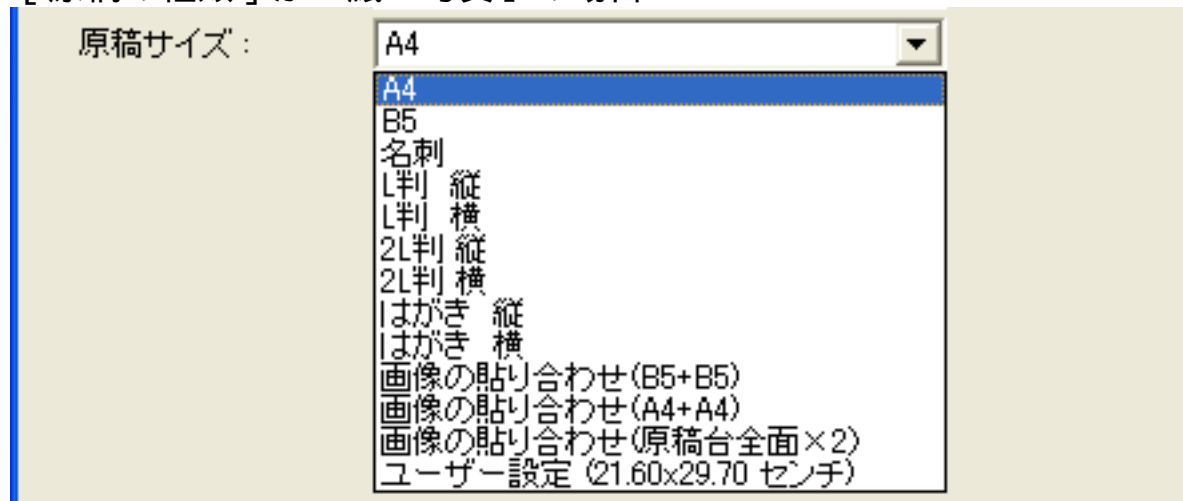 原稿サイズ： A4
A4
B5
名刺
L判 縦
L判 横
2L判 縦
2L判 横
はがき 縦
はがき 横
画像の貼り合わせ(B5+B5)
画像の貼り合わせ(A4+A4)
画像の貼り合わせ(原稿台全面×2)
ユーザー設定 (21.60x29.70 センチ)